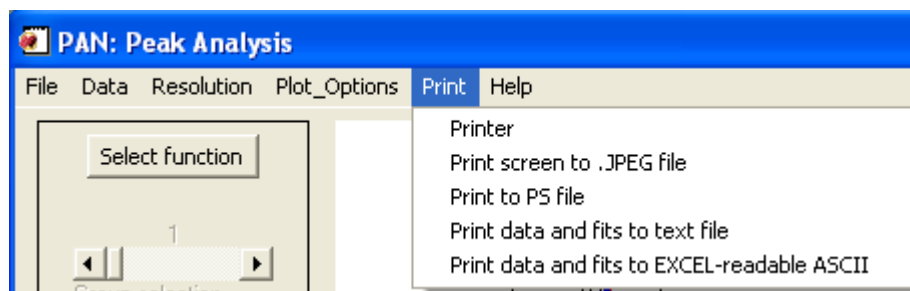 PAN: Peak Analysis
File Data Resolution Plot_Options Print Help
Printer
Select function
Print screen to .JPEG file
Print to PS file
Print data and fits to text file
1
Print data and fits to EXCEL-readable ASCII